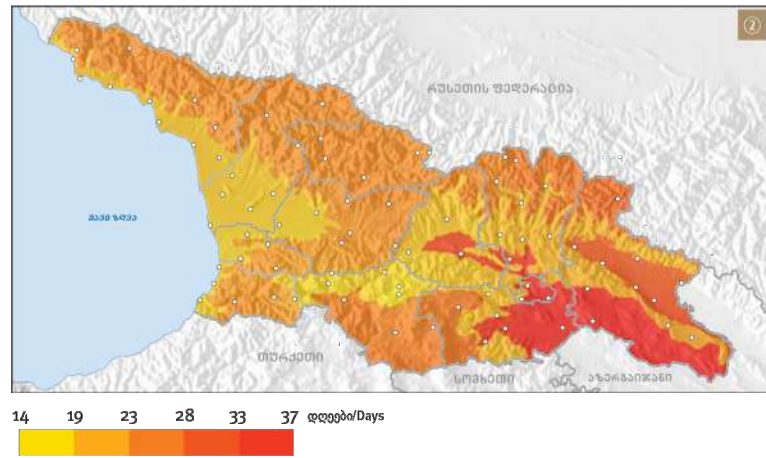 ②
რუსეთის ფედერაცია
შავი ზღვა
თურქეთი
სომხეთი
აზერბაიჯანი
14 19 23 28 33 37 დღეები/Days